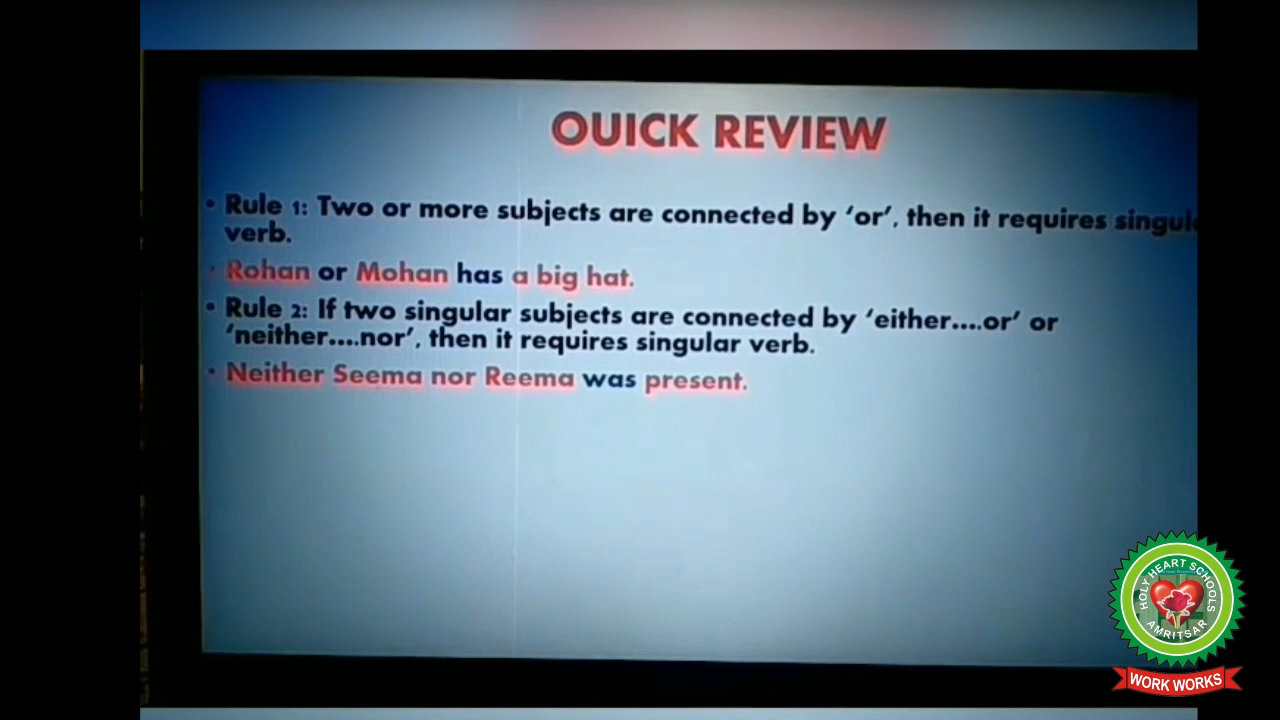 QUICK REVIEW
• Rule 1: Two or more subjects are connected by ‘or’, then it requires
verb.
• Rohan or Mohan has a big hat.
• Rule 2: If two singular subjects are connected by ‘either....or’ or
‘neither....nor’, then it requires singular verb.
• Neither Seema nor Reema was present.
HOLY HEART SCHOOLS
AMRITSAR
WORK WORKS